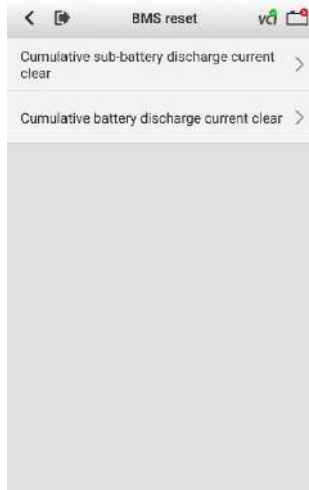 BMS reset
vci
Cumulative sub-battery discharge current
clear
Cumulative battery discharge current clear